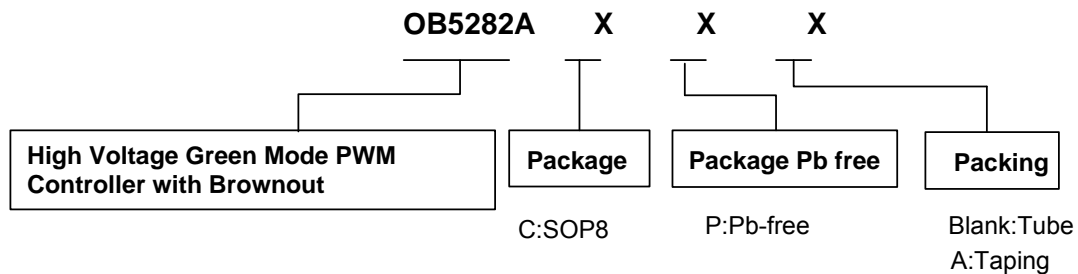 OB5282A X X X
High Voltage Green Mode PWM
Controller with Brownout
Package
Package Pb free
Packing
C:SOP8
P:Pb-free
Blank:Tube
A:Taping